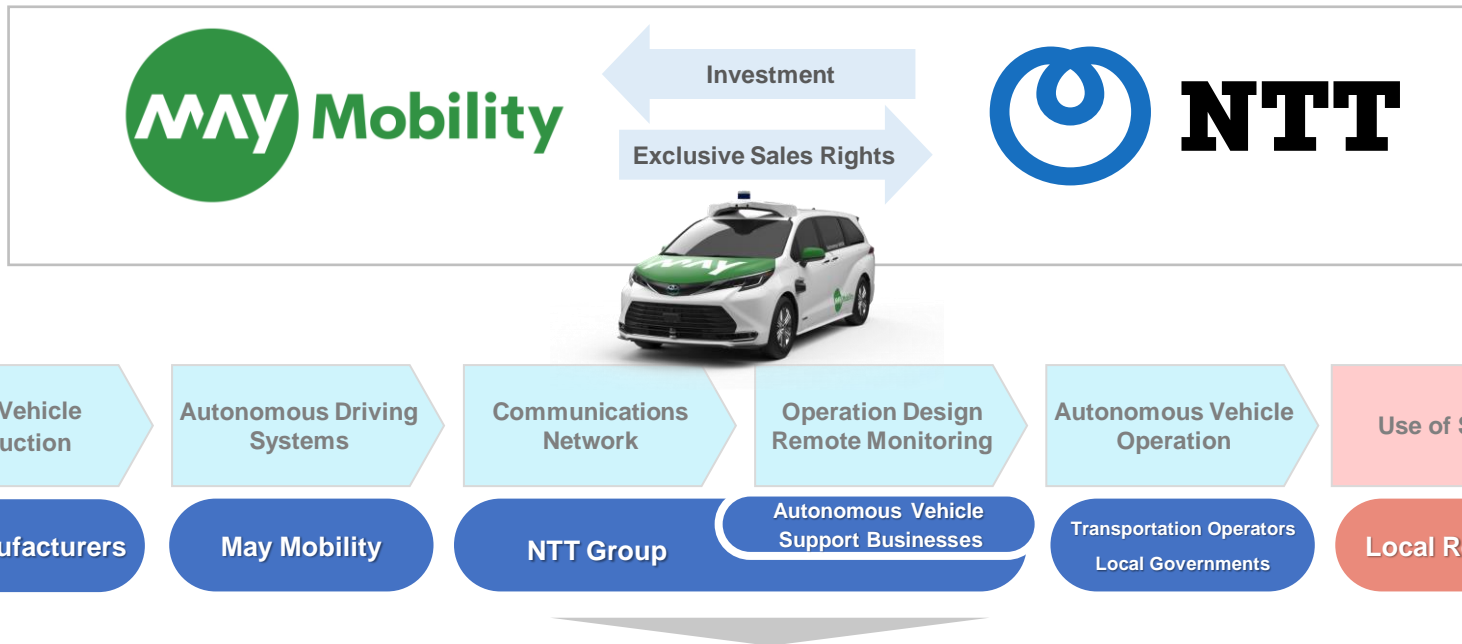 MAY Mobility
Investment
Exclusive Sales Rights
NTT
MAY
Vehicle
uction
Autonomous Driving
Systems
Communications
Network
Operation Design
Remote Monitoring
Autonomous Vehicle
Operation
Use of S
ufacturers
May Mobility
NTT Group
Autonomous Vehicle
Support Businesses
Transportation Operators
Local Governments
Local R